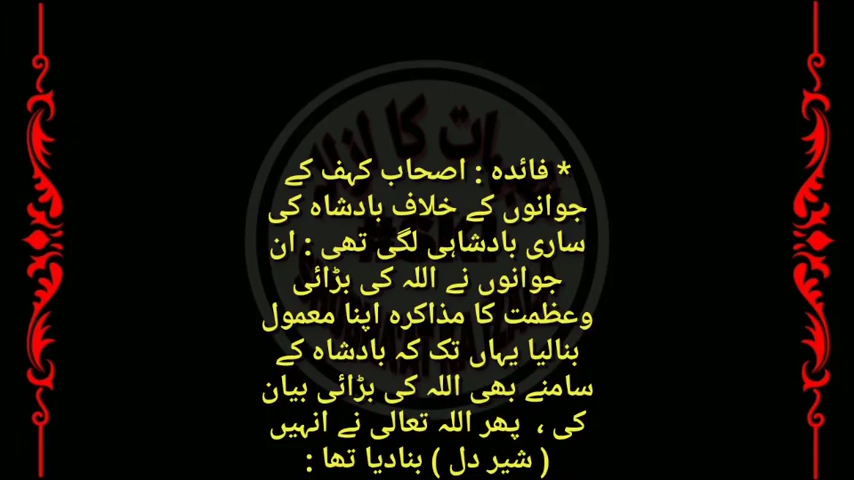 * فائدہ : اصحاب کہف کے
جوانوں کے خلاف بادشاہ کی
ساری بادشاہی لگی تھی : ان
جوانوں نے اللہ کی بڑائی
وعظمت کا مذاکرہ اپنا معمول
بنالیا یہاں تک کہ بادشاہ کے
سامنے بھی اللہ کی بڑائی بیان
کی ، پھر اللہ تعالی نے انہیں
( شیر دل ) بنادیا تھا :